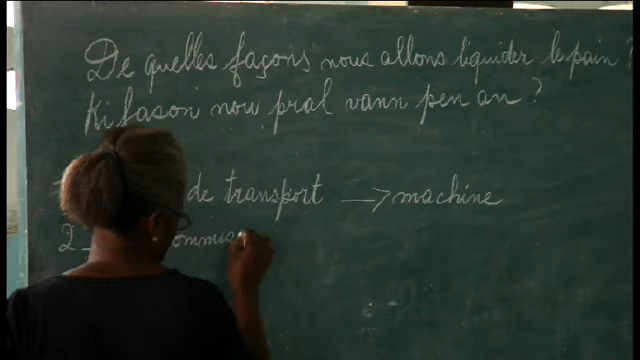 De quelles façons nous allons liquider le pain ?
Ki fason nou pral vann pen an ?
de transport → machine
2